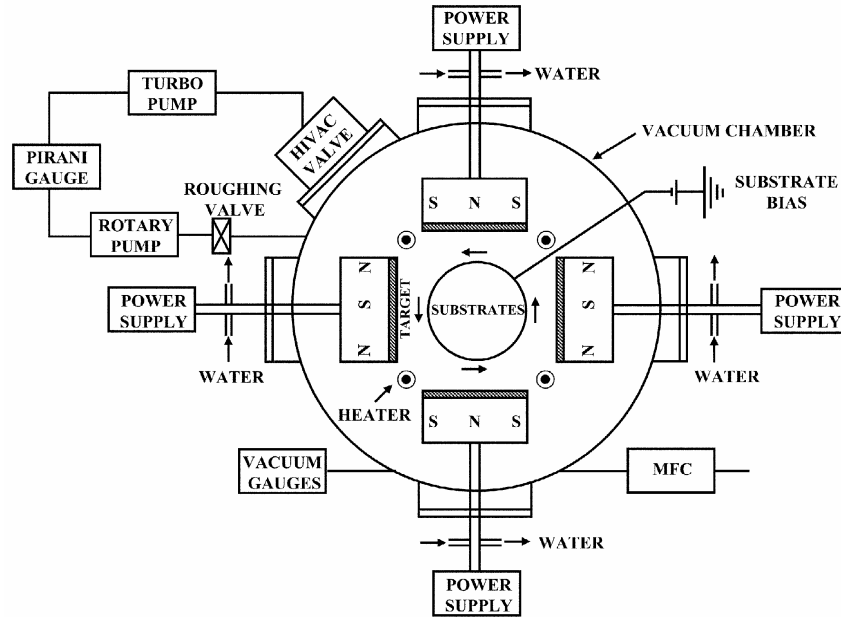 POWER
SUPPLY
WATER
TURBO
PUMP
HIVAC
VALVE
VACUUM CHAMBER
PIRANI
GAUGE
ROUGHING
VALVE
SUBSTRATE
BIAS
S N S
ROTARY
PUMP
N
S
N
TARGET
SUBSTRATES
N
S
N
POWER
SUPPLY
POWER
SUPPLY
WATER
WATER
HEATER
S N S
VACUUM
GAUGES
MFC
WATER
POWER
SUPPLY